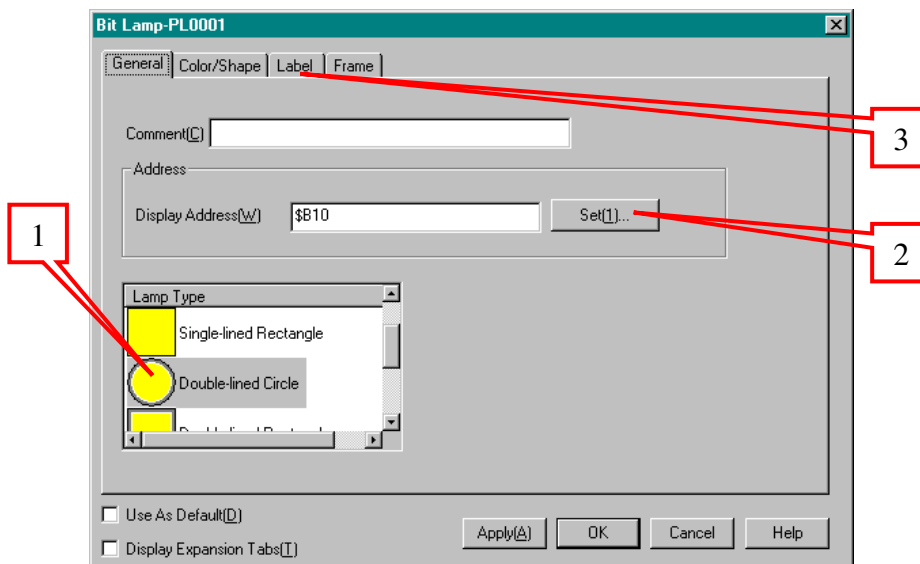 Bit Lamp-PL0001
General Color/Shape Label Frame
3
Comment(C)
Address
Display Address(W) $B10 Set(1)...
1
2
Lamp Type
Single-lined Rectangle
Double-lined Circle
Use As Default(D)
Apply(A) OK Cancel Help
Display Expansion Tabs(T)